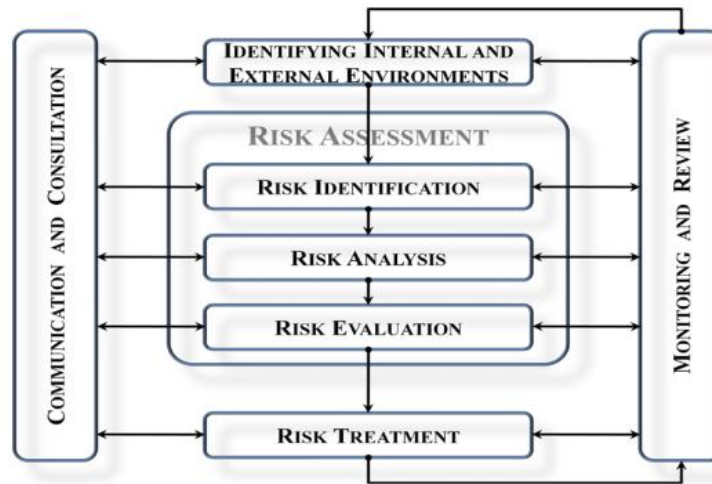 IDENTIFYING INTERNAL AND
EXTERNAL ENVIRONMENTS
RISK ASSESSMENT
RISK IDENTIFICATION
RISK ANALYSIS
RISK EVALUATION
RISK TREATMENT
COMMUNICATION AND CONSULTATION
MONITORING AND REVIEW